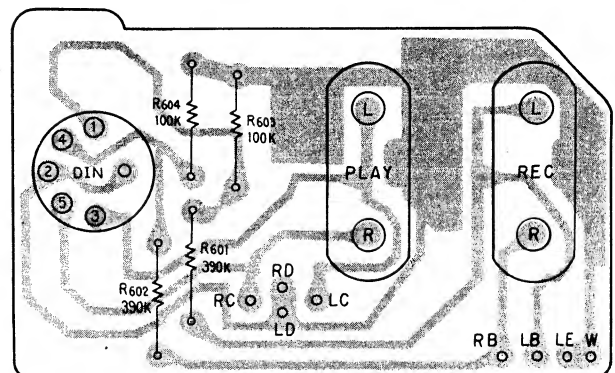 R604
100K
R603
100K
L
L
1
4
2
DIN
5
3
PLAY
REC
R
R
R601
390K
R602
390K
RD
RC
LC
LD
RB
LB
LE
W